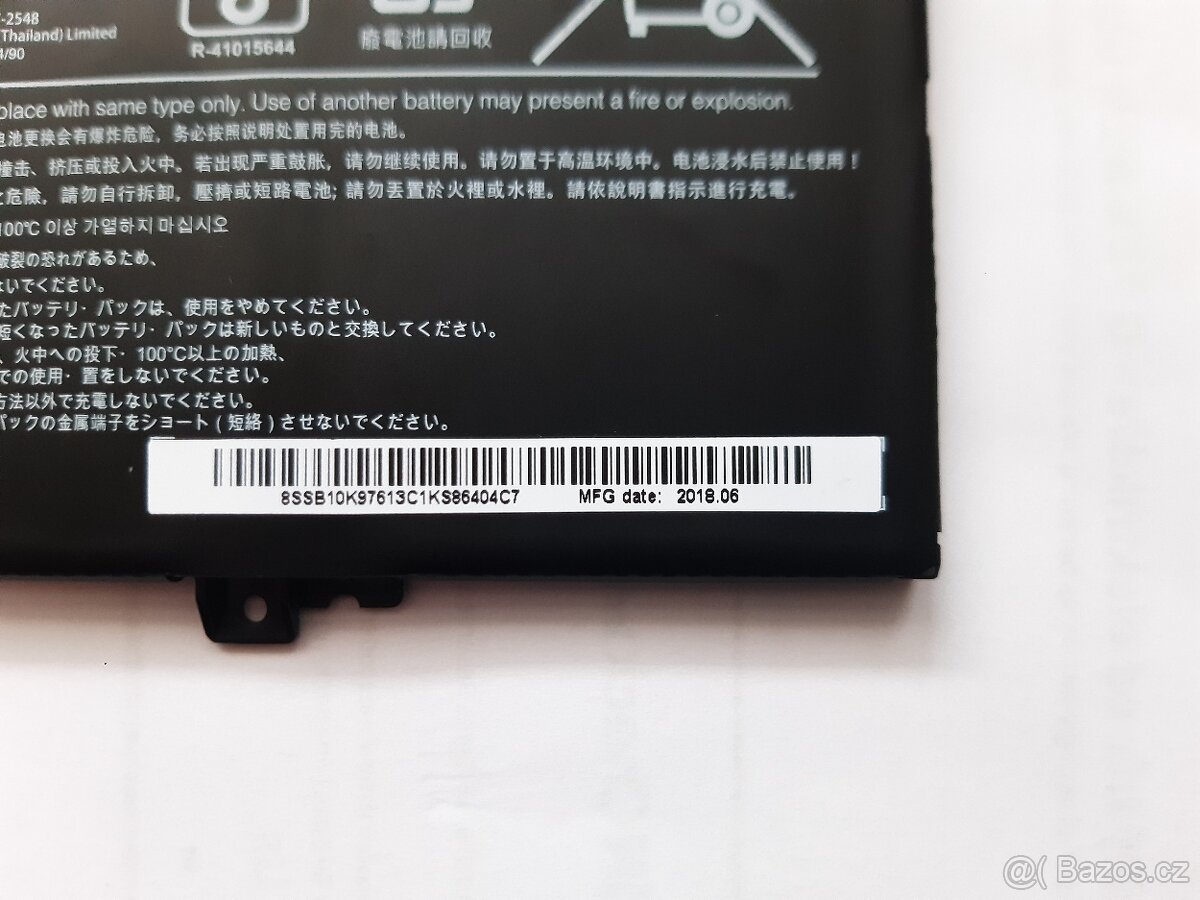 -2548
(Thailand) Limited
4/90
R-41015644
廢電池請回收
place with same type only. Use of another battery may present a fire or explosion.
电池更换会有爆炸危险，务必按照说明处置用完的电池。
撞击、挤压或投入火中。若出现严重鼓胀，请勿继续使用。请勿置于高温环境中。电池浸水后禁止使用！
之危險，請勿自行拆卸，壓擠或短路電池；請勿丟置於火裡或水裡。請依說明書指示進行充電。
100℃ 이상 가열하지 마십시오
破裂の恐れがあるため、
ないでください。
たバッテリ・パックは、使用をやめてください。
短くなったバッテリ・パックは新しいものと交換してください。
、火中への投下・100°C以上の加熱、
での使用・置をしないでください。
方法以外で充電しないでください。
パックの金属端子をショート（短絡）させないでください。
8SSB10K97613C1KS86404C7 MFG date: 2018.06
@( Bazos.cz